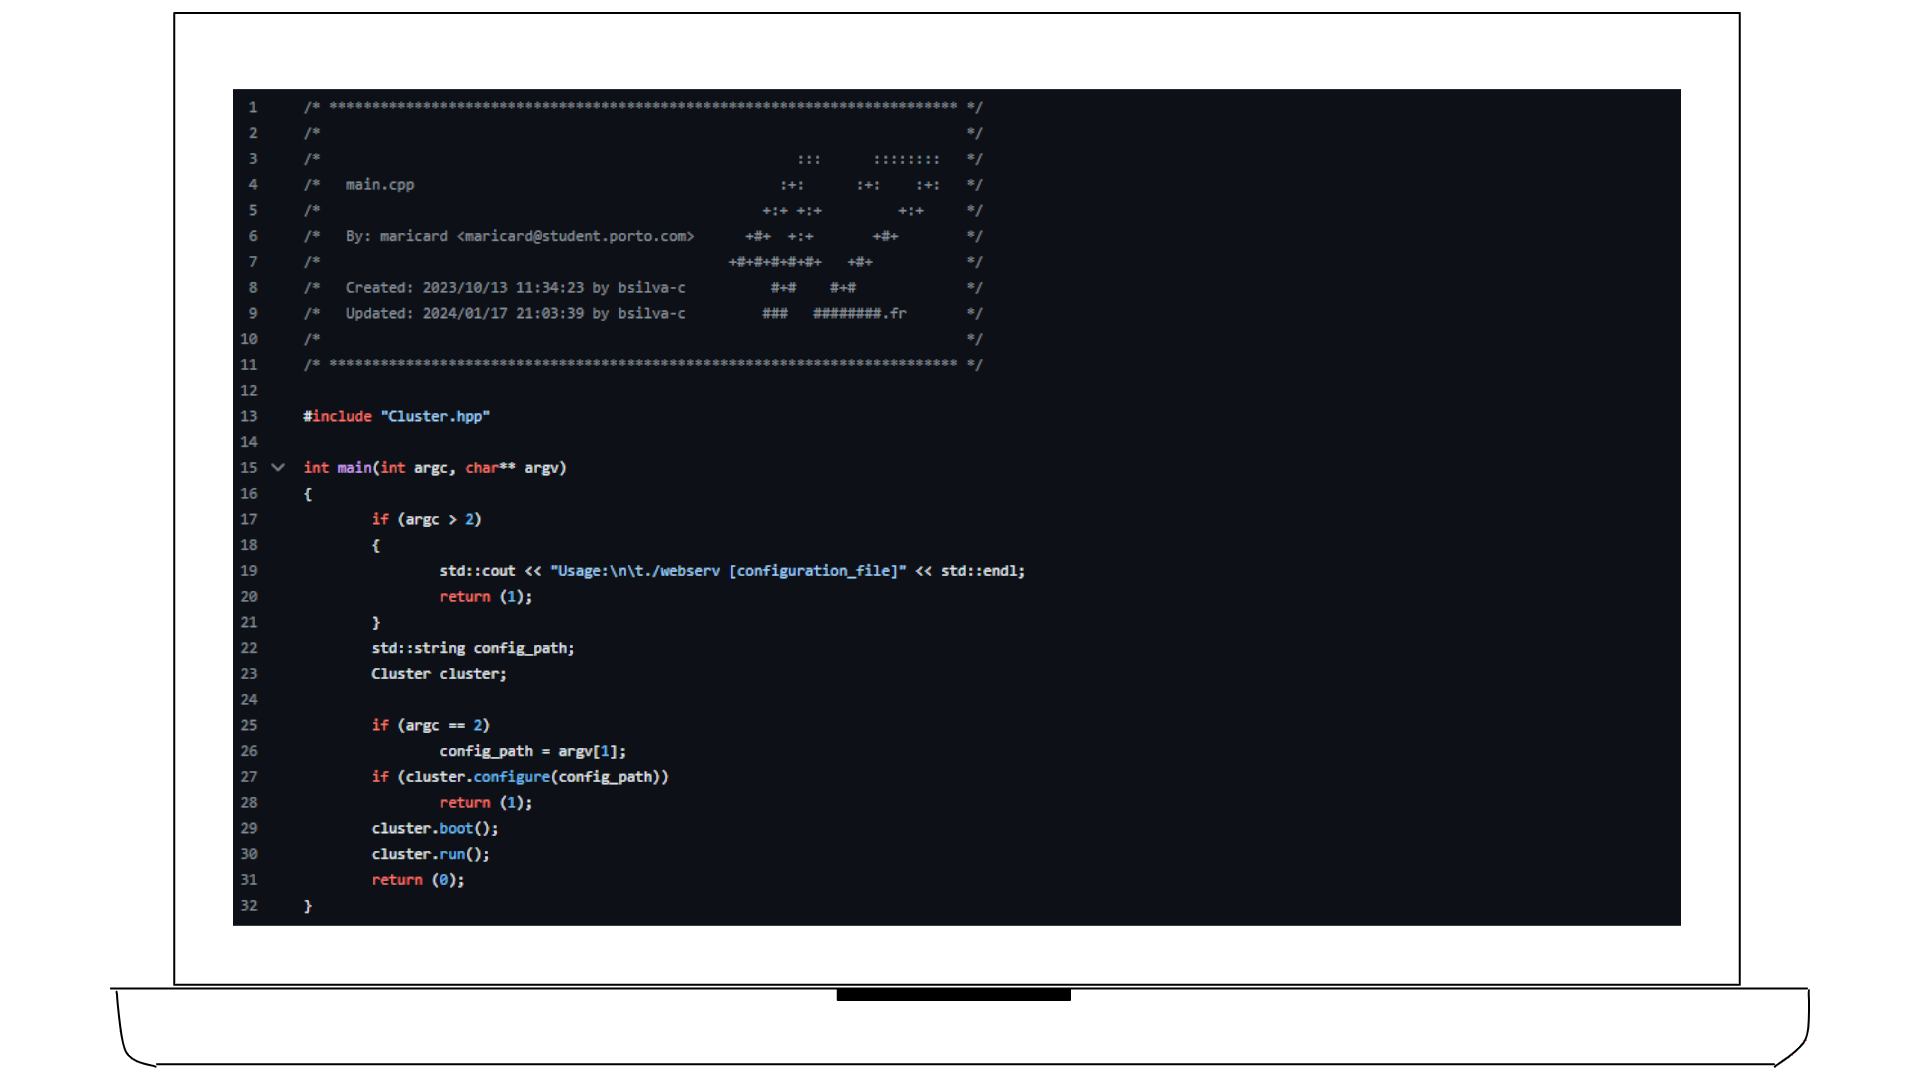 1 /* ************************************************************************** */
2 /*                                                                            */
3 /*                                                        :::      ::::::::   */
4 /*   main.cpp                                           :+:      :+:    :+:   */
5 /*                                                    +:+ +:+         +:+     */
6 /*   By: maricard <maricard@student.porto.com>      +#+  +:+       +#+        */
7 /*                                                +#+#+#+#+#+   +#+           */
8 /*   Created: 2023/10/13 11:34:23 by bsilva-c          #+#    #+#             */
9 /*   Updated: 2024/01/17 21:03:39 by bsilva-c         ###   ########.fr       */
10 /*                                                                            */
11 /* ************************************************************************** */
12
13 #include "Cluster.hpp"
14
15 int main(int argc, char** argv)
16 {
17         if (argc > 2)
18         {
19                 std::cout << "Usage:\n\t./webserv [configuration_file]" << std::endl;
20                 return (1);
21         }
22         std::string config_path;
23         Cluster cluster;
24
25         if (argc == 2)
26                 config_path = argv[1];
27         if (cluster.configure(config_path))
28                 return (1);
29         cluster.boot();
30         cluster.run();
31         return (0);
32 }